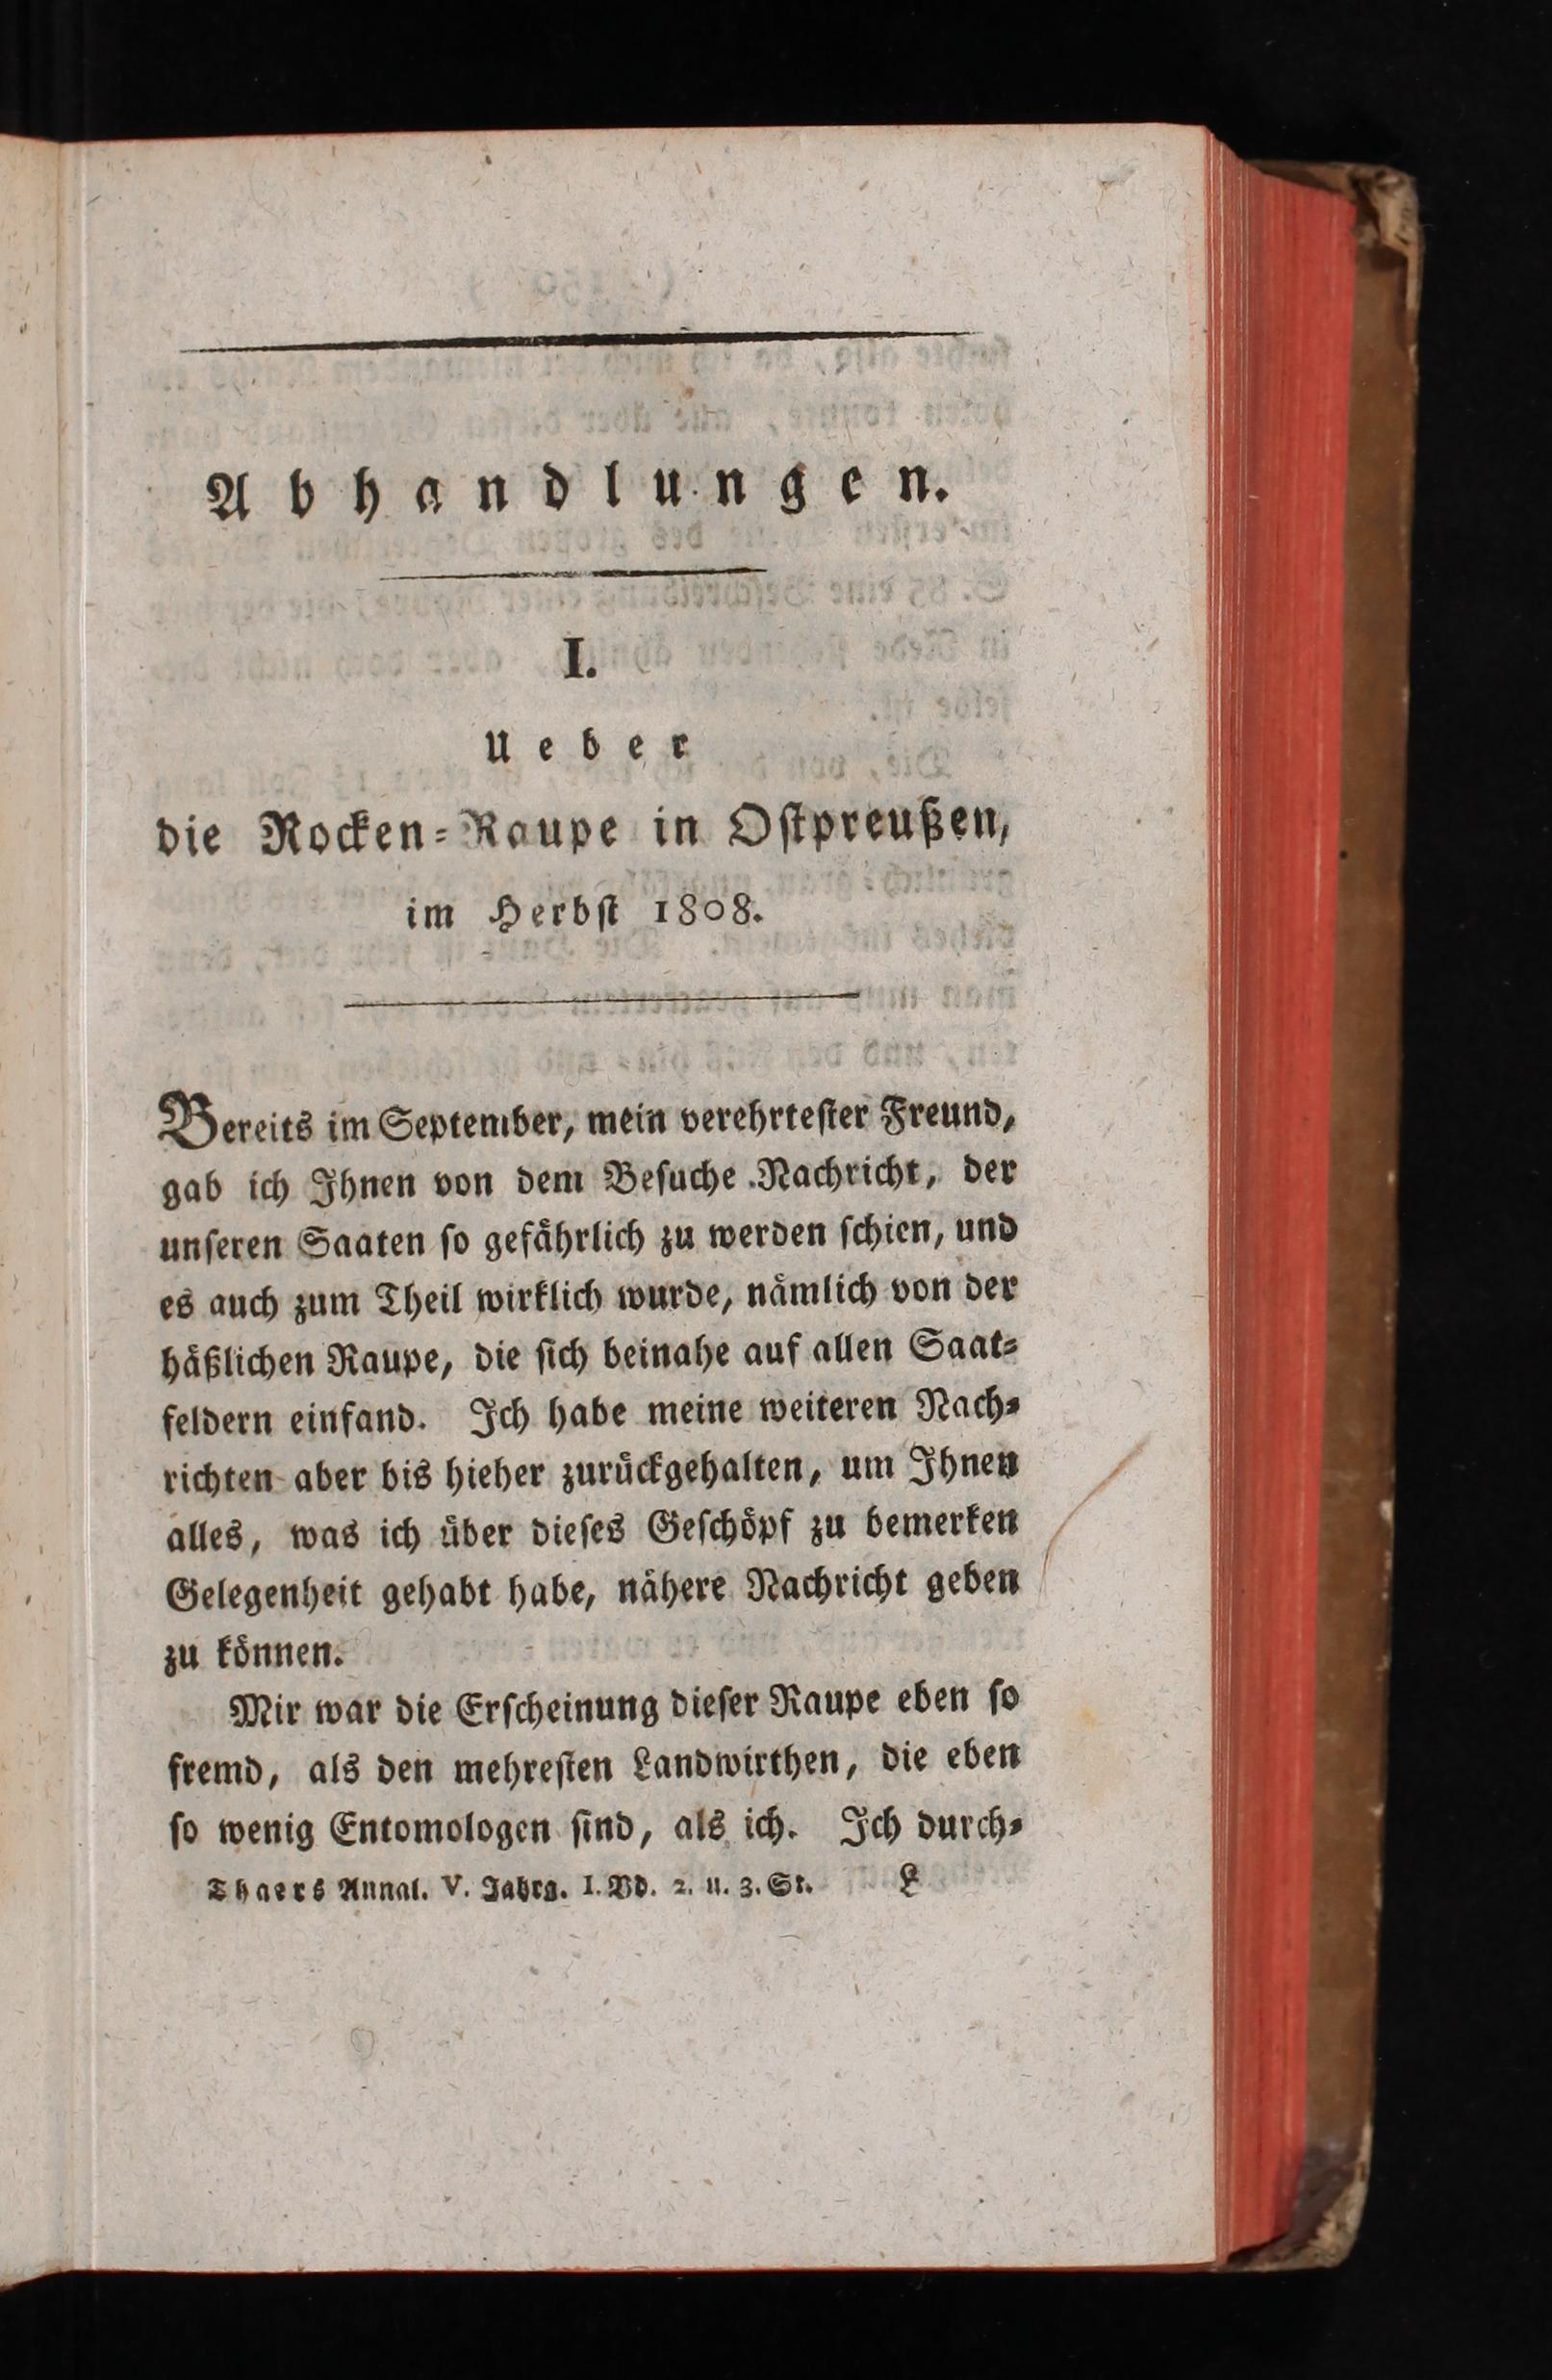 Abhandlungen.
I.
Ueber
die Rocken-Raupe in Oſtpreußen,
im Herbſt 1808.
Bereits im September, mein verehrteſter Freund,
gab ich Ihnen von dem Beſuche Nachricht, der
unſeren Saaten ſo gefährlich zu werden ſchien, und
es auch zum Theil wirklich wurde, nämlich von der
häßlichen Raupe, die ſich beinahe auf allen Saat-
feldern einfand. Ich habe meine weiteren Nach-
richten aber bis hieher zurückgehalten, um Ihnen
alles, was ich über dieſes Geſchöpf zu bemerken
Gelegenheit gehabt habe, nähere Nachricht geben
zu können.
Mir war die Erſcheinung dieſer Raupe eben ſo
fremd, als den mehreſten Landwirthen, die eben
ſo wenig Entomologen ſind, als ich. Ich durch-
Thaers Annal. V. Jahrg. I. Bd. 2. u. 3. St. L